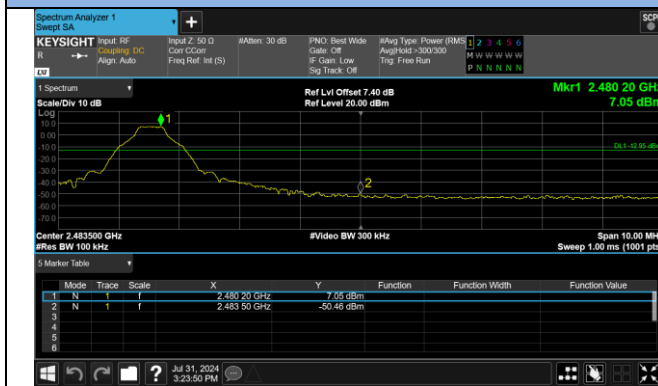 Spectrum Analyzer 1
Swept SA
+
SCP
KEYSIGHT Input: RF Input Z: 50 Ω #Atten: 30 dB PNO: Best Wide #Avg Type: Power (RMS 1 2 3 4 5 6
R Coupling: DC Corr CCorr Gate: Off Avg|Hold:>300/300 M W W W W W
Align: Auto Freq Ref: Int (S) IF Gain: Low Trig: Free Run
Sig Track: Off P N N N N N
LXI
1 Spectrum Ref Lvl Offset 7.40 dB Mkr1 2.480 20 GHz
Scale/Div 10 dB Ref Level 20.00 dBm 7.05 dBm
Log
10.0
0.00
-10.0
DL1 -12.95 dBm
-20.0
-30.0
-40.0
-50.0
-60.0
-70.0
1
2
Center 2.483500 GHz #Video BW 300 kHz Span 10.00 MH
#Res BW 100 kHz Sweep 1.00 ms (1001 pts
5 Marker Table
Mode Trace Scale X Y Function Function Width Function Value
1 N 1 f 2.480 20 GHz 7.05 dBm
2 N 1 f 2.483 50 GHz -50.46 dBm
3
4
5
6
? Jul 31, 2024
3:23:50 PM